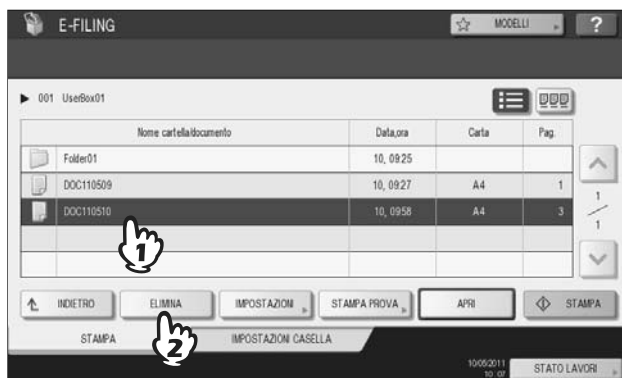 E-FILING MODELLI ?
001 UserBox01
Nome cartella/documento Data,ora Carta Pag.
Folder01 10, 09:25
DOC110509 10, 09:27 A4 1
DOC110510 10, 09:58 A4 3
1
1
1
INDIETRO ELIMINA IMPOSTAZIONI STAMPA PROVA APRI STAMPA
2
STAMPA IMPOSTAZIONI CASELLA
10/05/2011
10: 07 STATO LAVORI